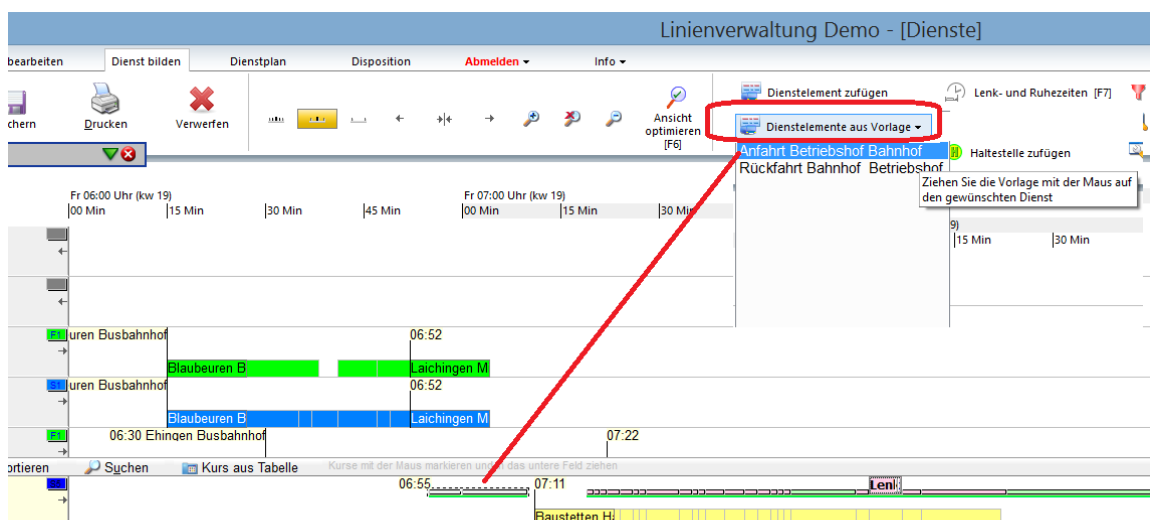 Linienverwaltung Demo - [Dienste]
bearbeiten Dienst bilden Dienstplan Disposition Abmelden Info
chern Drucken Verwerfen Ansicht optimieren [F6]
Dienstelement zufügen Lenk- und Ruhezeiten [F7]
Dienstelemente aus Vorlage
Anfahrt Betriebshof Bahnhof H Haltestelle zufügen
Rückfahrt Bahnhof Betriebshof
Ziehen Sie die Vorlage mit der Maus auf
den gewünschten Dienst
Fr 06:00 Uhr (kw 19) Fr 07:00 Uhr (kw 19)
00 Min 15 Min 30 Min 45 Min 00 Min 15 Min 30 Min
9)
15 Min 30 Min
F1 uren Busbahnhof 06:52
Blaubeuren B Laichingen M
S1 uren Busbahnhof 06:52
Blaubeuren B Laichingen M
F1 06:30 Ehingen Busbahnhof 07:22
ortieren Suchen Kurs aus Tabelle Kurse mit der Maus markieren und in das untere Feld ziehen
06:55 07:11 Lenk
Baustetten Hä